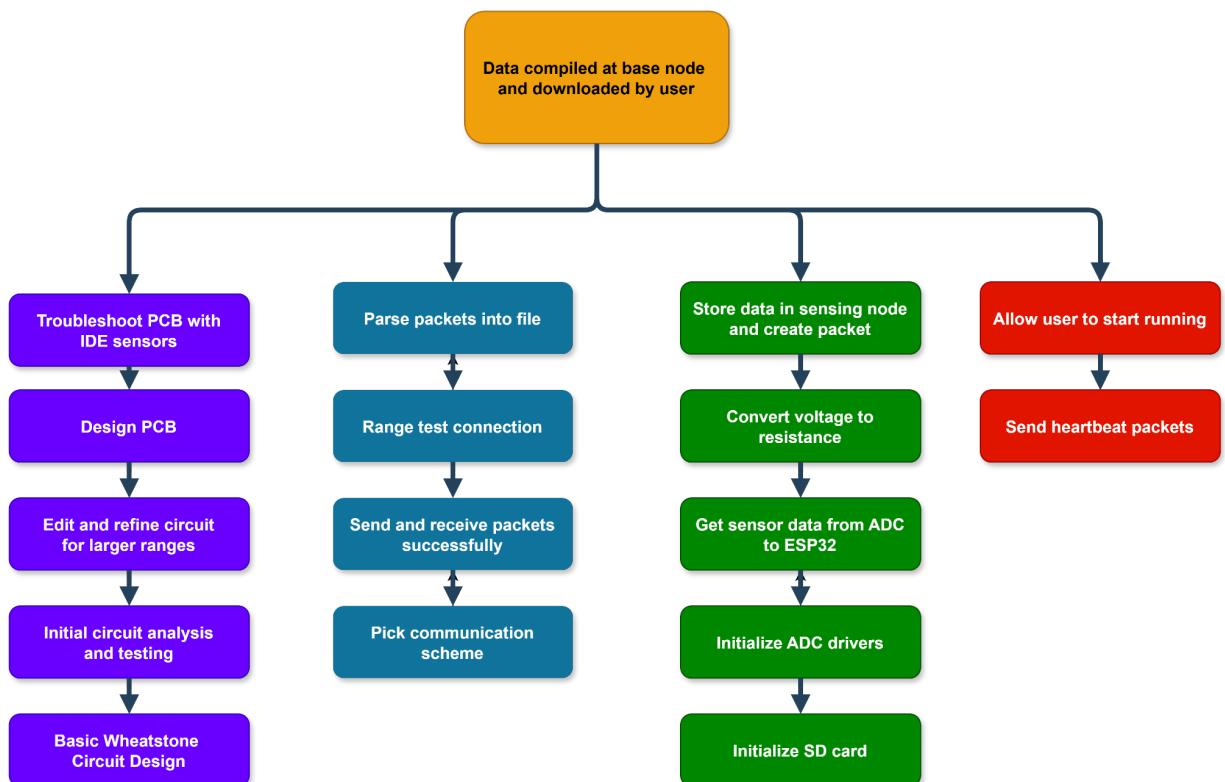 Data compiled at base node
and downloaded by user
Troubleshoot PCB with
IDE sensors
Design PCB
Edit and refine circuit
for larger ranges
Initial circuit analysis
and testing
Basic Wheatstone
Circuit Design
Parse packets into file
Range test connection
Send and receive packets
successfully
Pick communication
scheme
Store data in sensing node
and create packet
Convert voltage to
resistance
Get sensor data from ADC
to ESP32
Initialize ADC drivers
Initialize SD card
Allow user to start running
Send heartbeat packets